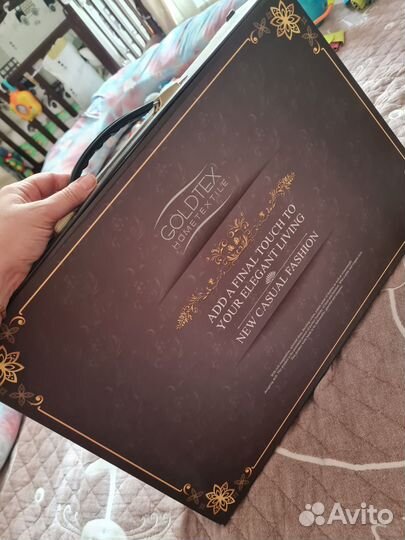 GOLDTEX
HOMETEXTILE
ADD A FINAL TOUCH TO
YOUR ELEGANT LIVING
NEW CASUAL FASHION
Avito